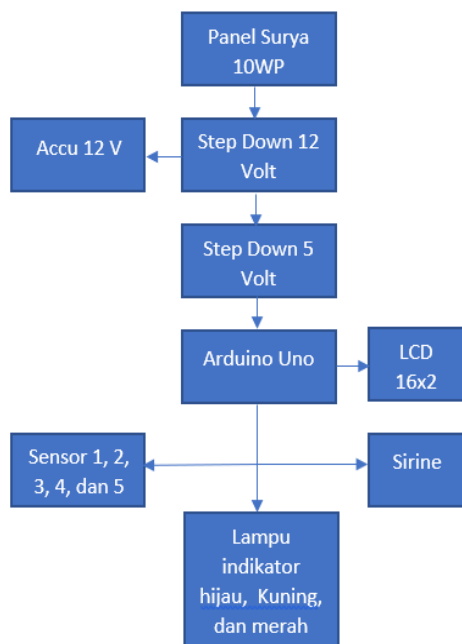 Panel Surya
10WP
Accu 12 V
Step Down 12
Volt
Step Down 5
Volt
Arduino Uno
LCD
16x2
Sensor 1, 2,
3, 4, dan 5
Sirine
Lampu
indikator
hijau, Kuning,
dan merah